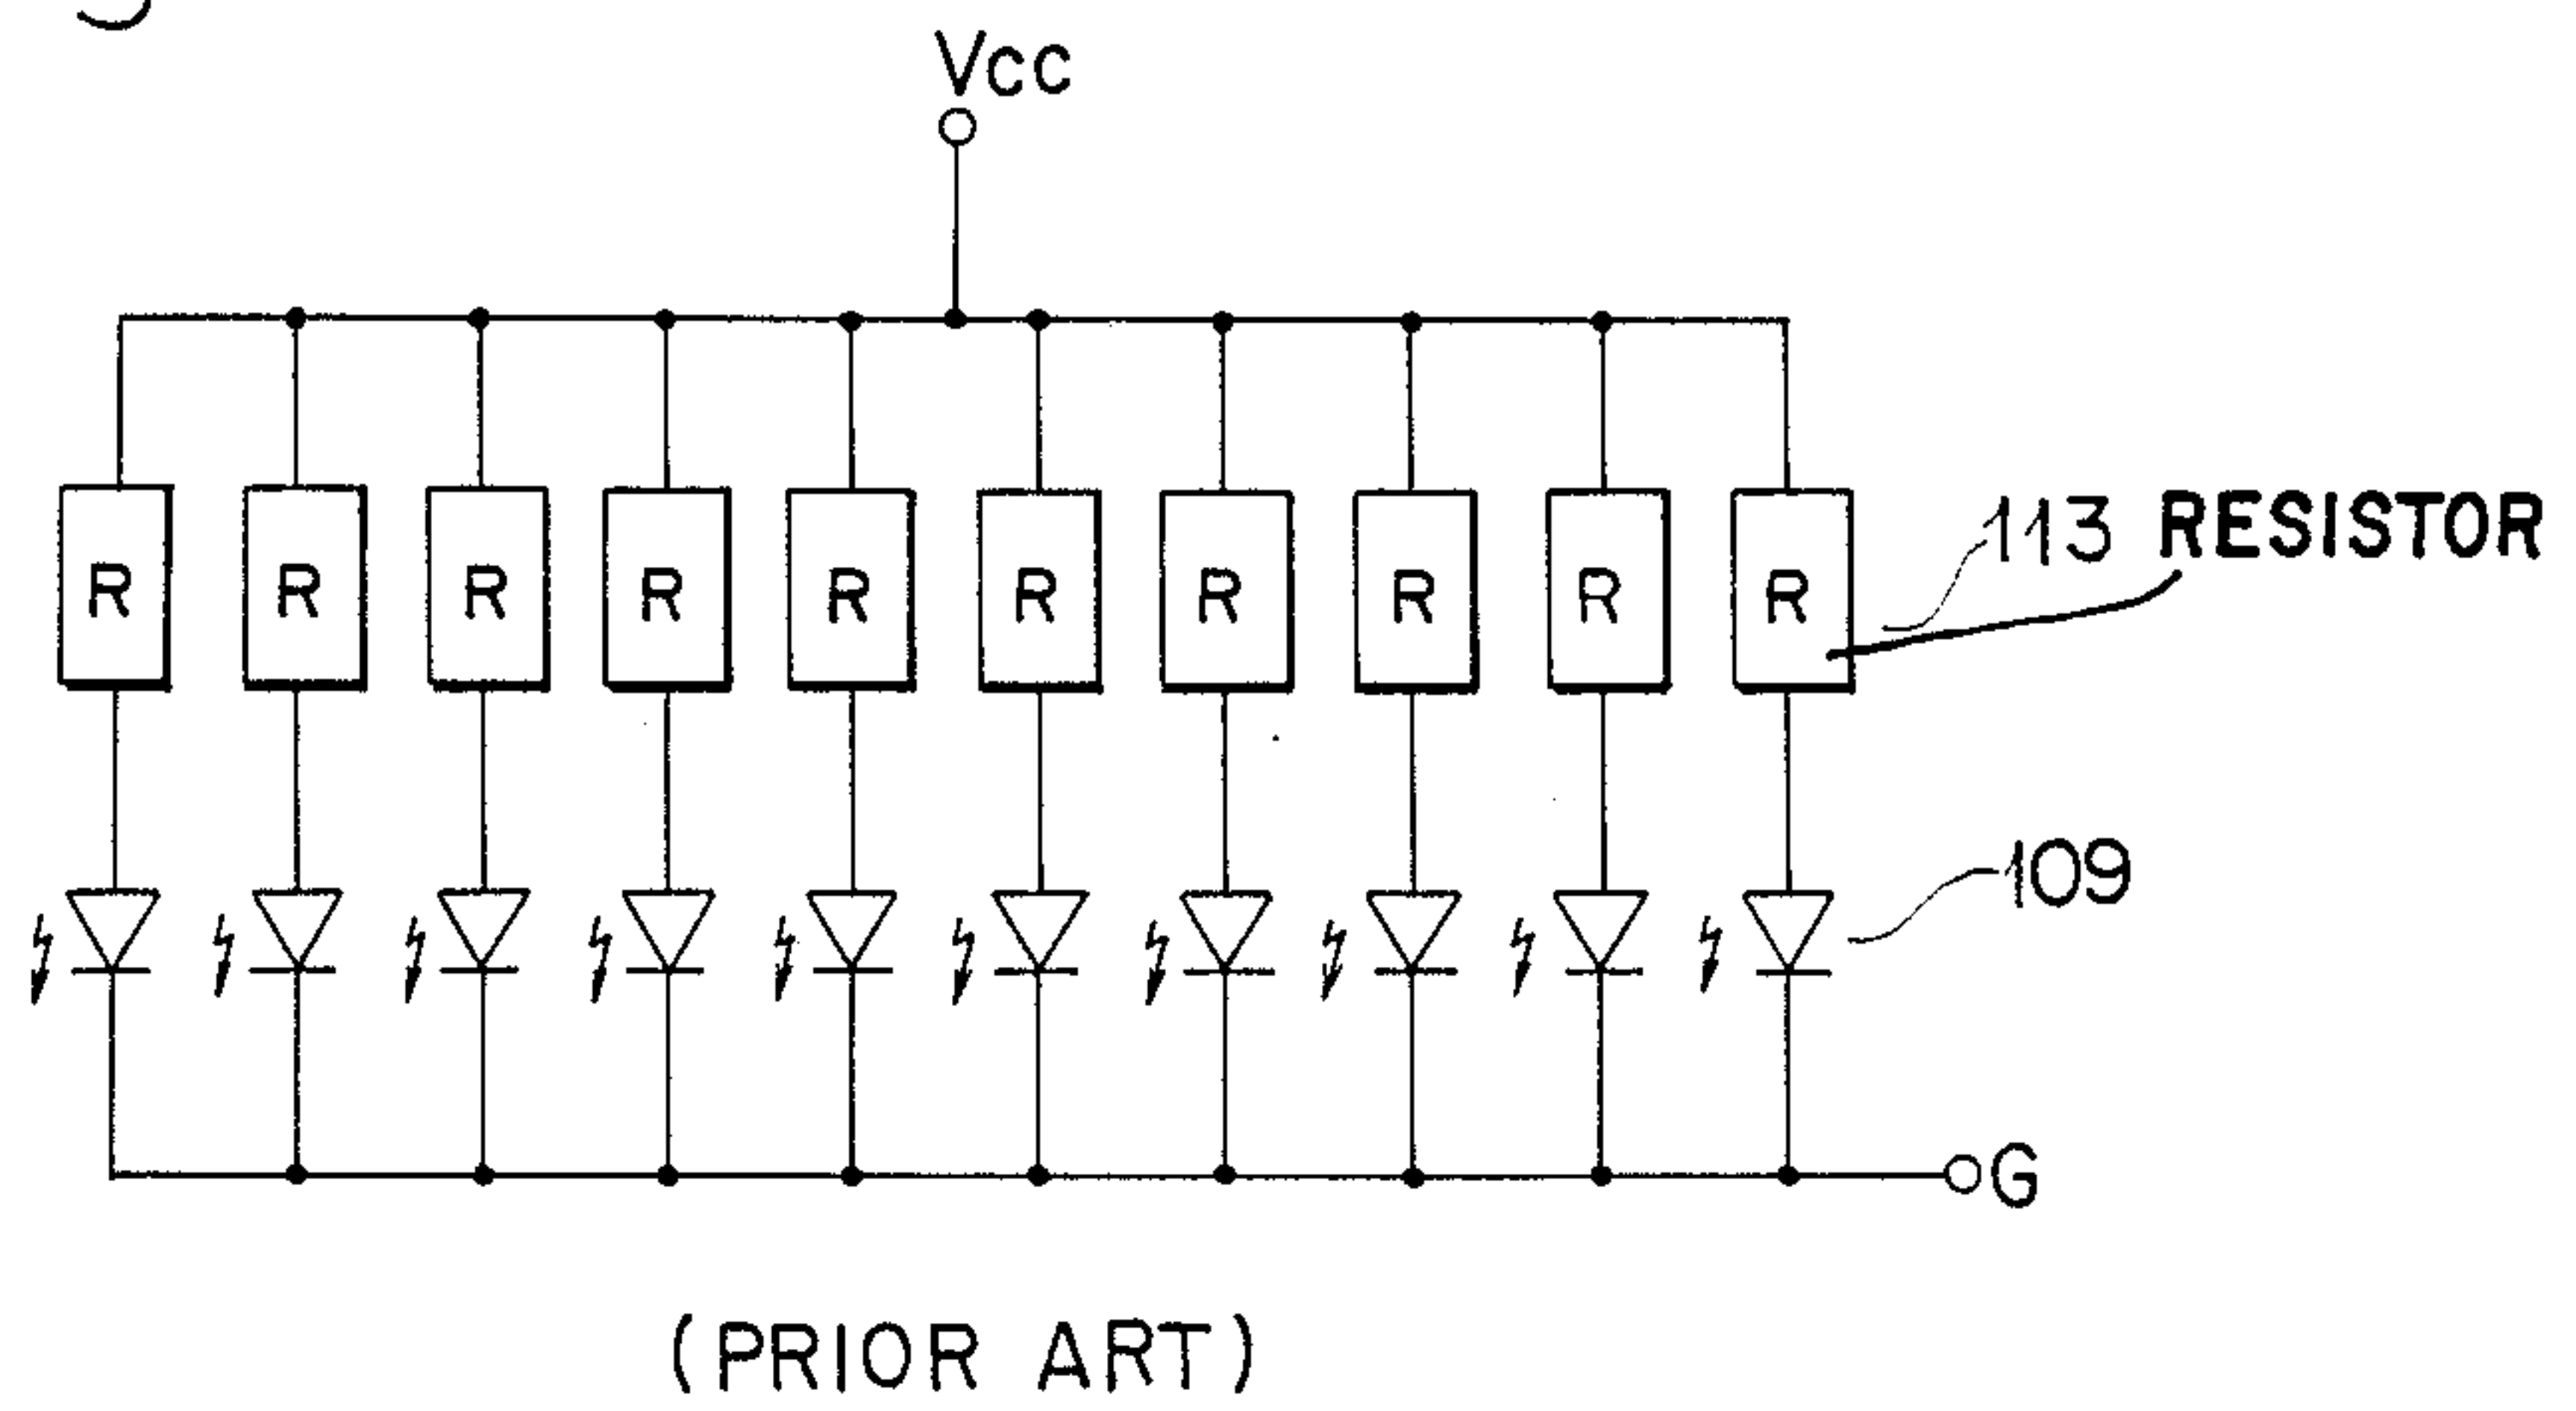 Vcc
R R R R R R R R R R
113 RESISTOR
109
G
(PRIOR ART)